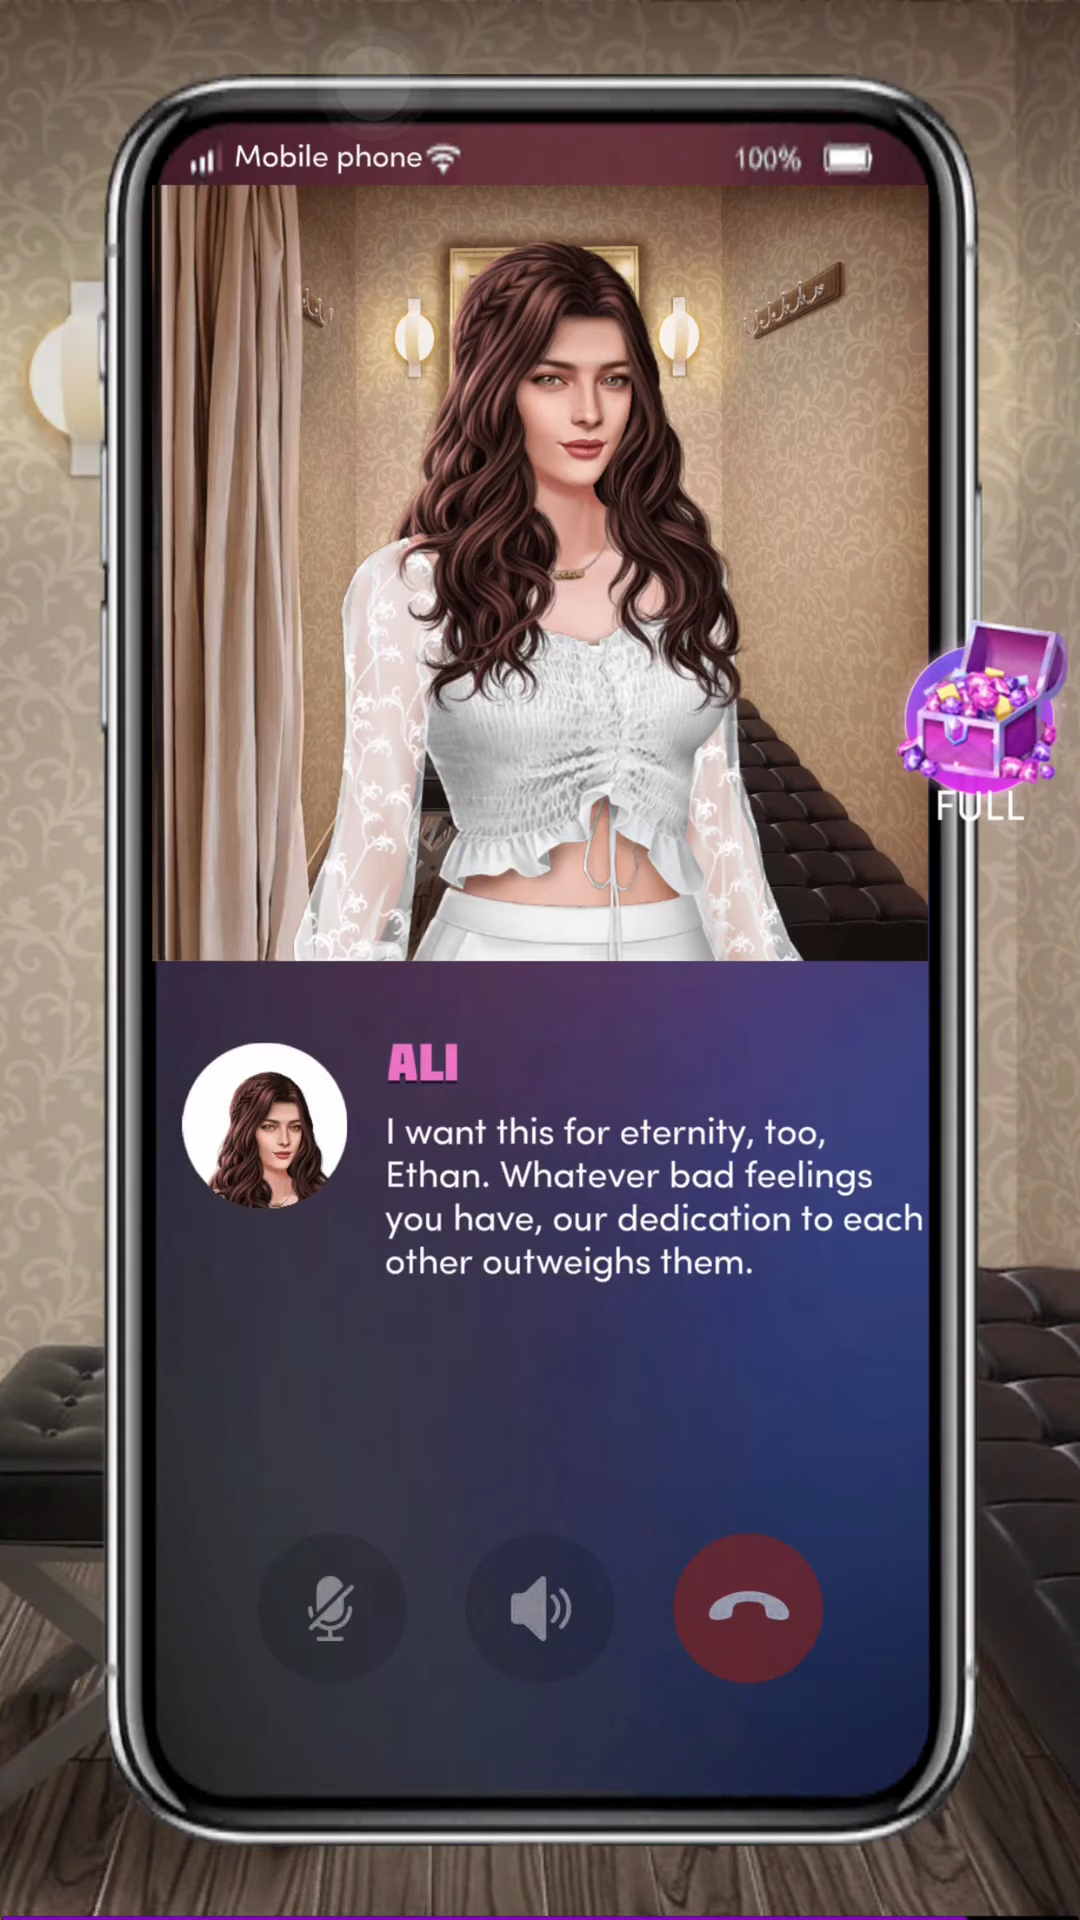 Mobile phone
100%
FULL
ALI
I want this for eternity, too,
Ethan. Whatever bad feelings
you have, our dedication to each
other outweighs them.